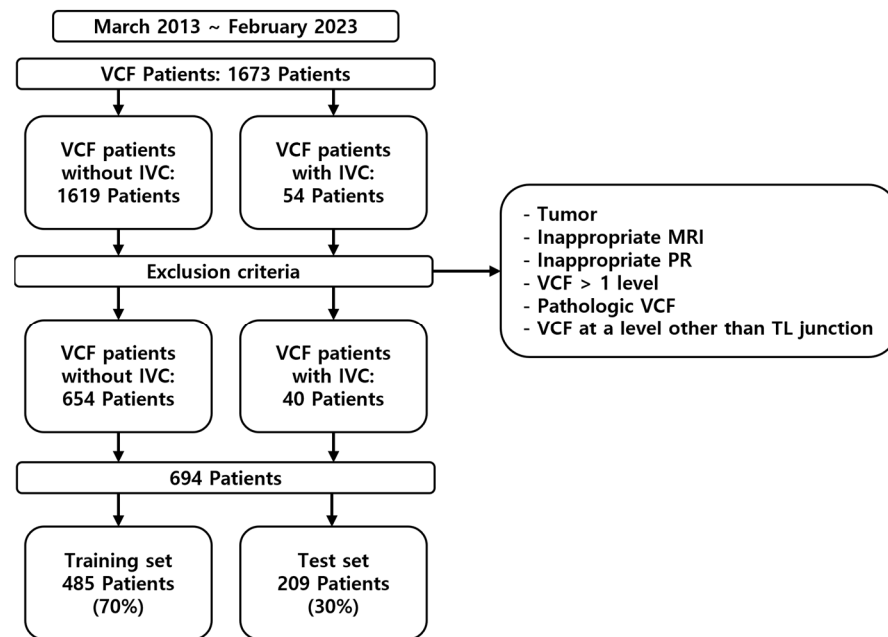 March 2013 ~ February 2023
VCF Patients: 1673 Patients
VCF patients
without IVC:
1619 Patients
VCF patients
with IVC:
54 Patients
Exclusion criteria
- Tumor
- Inappropriate MRI
- Inappropriate PR
- VCF > 1 level
- Pathologic VCF
- VCF at a level other than TL junction
VCF patients
without IVC:
654 Patients
VCF patients
with IVC:
40 Patients
694 Patients
Training set
485 Patients
(70%)
Test set
209 Patients
(30%)